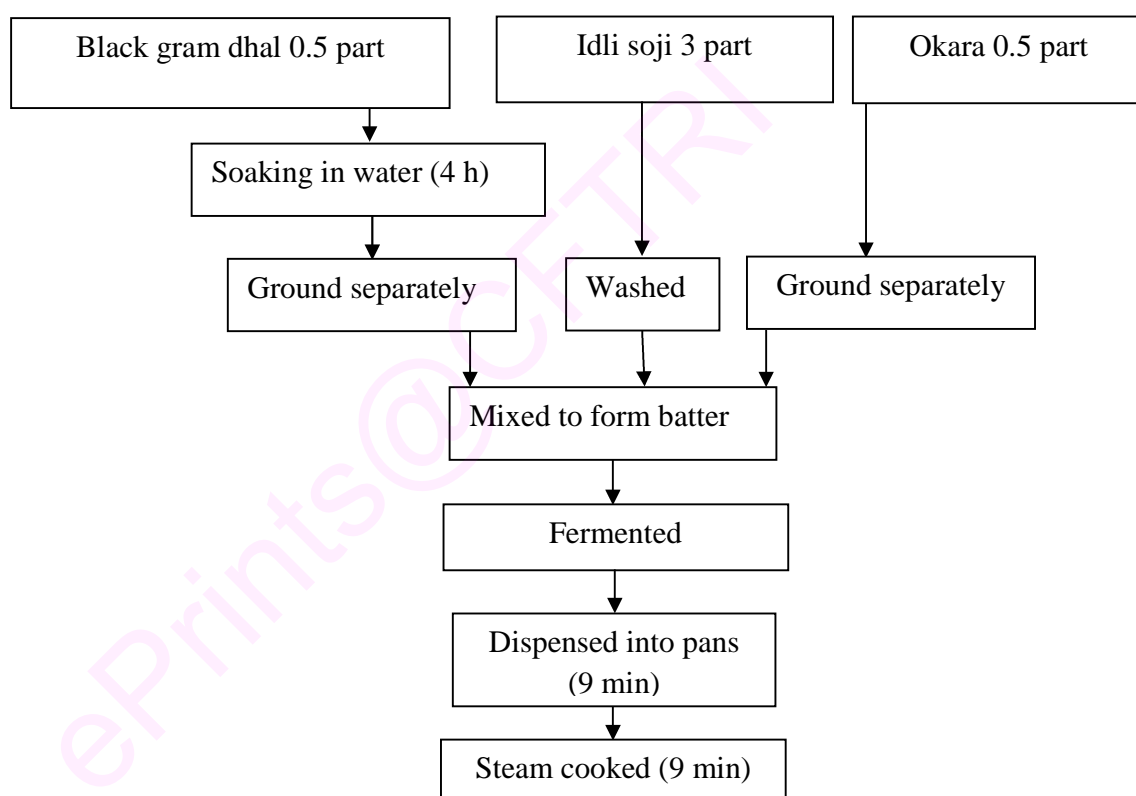 Black gram dhal 0.5 part
Idli soji 3 part
Okara 0.5 part
Soaking in water (4 h)
Ground separately
Washed
Ground separately
Mixed to form batter
Fermented
Dispensed into pans
(9 min)
Steam cooked (9 min)
ePrints@CFTRI